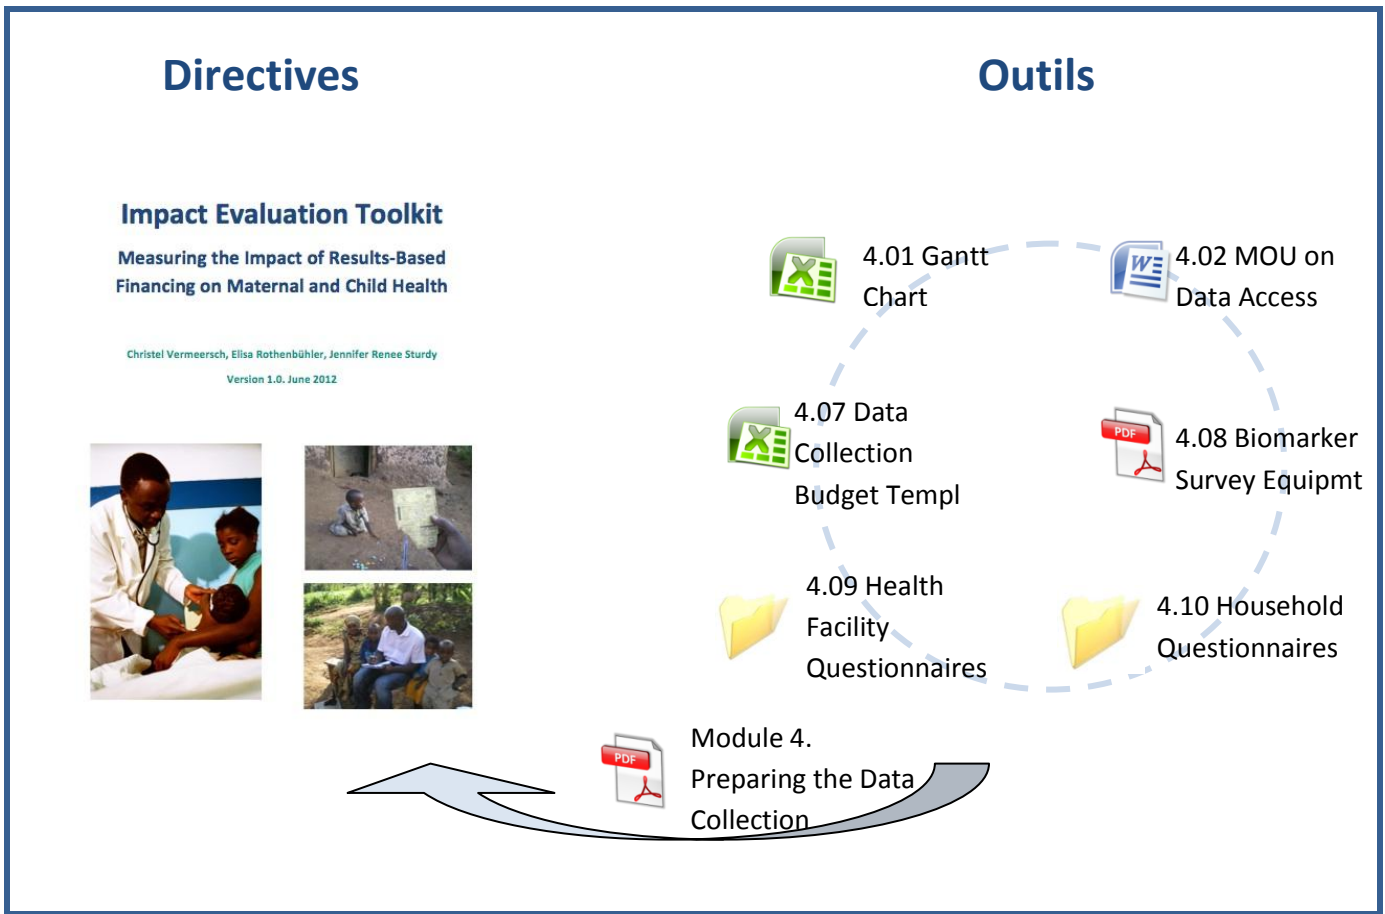 Directives
Outils
Impact Evaluation Toolkit
Measuring the Impact of Results-Based
Financing on Maternal and Child Health
Christel Vermeersch, Elisa Rothenbühler, Jennifer Renee Sturdy
Version 1.0. June 2012
4.01 Gantt
Chart
4.02 MOU on
Data Access
4.07 Data
Collection
Budget Templ
PDF
4.08 Biomarker
Survey Equipmt
4.09 Health
Facility
Questionnaires
4.10 Household
Questionnaires
PDF
Module 4.
Preparing the Data
Collection